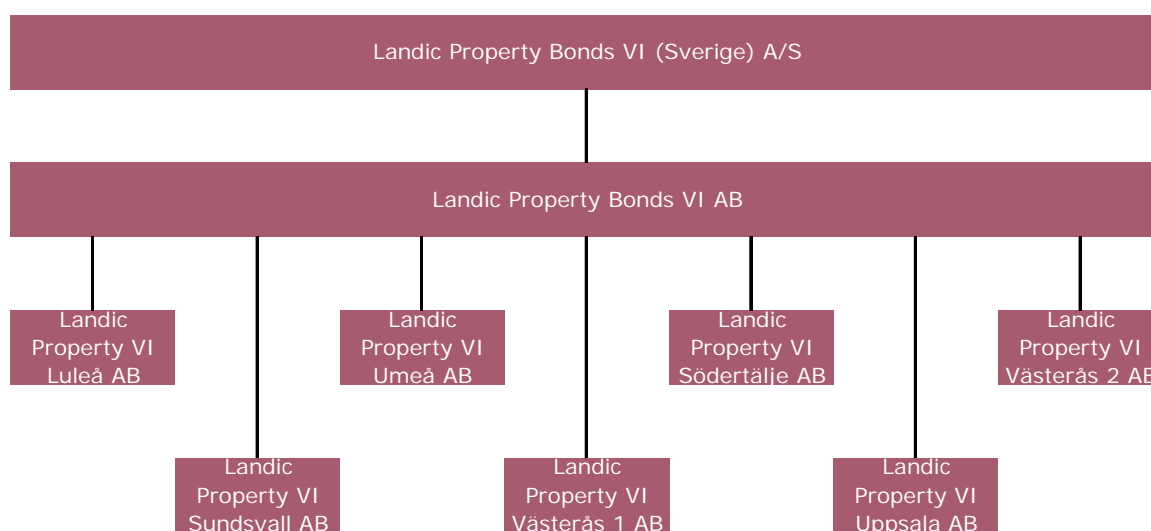 Landic Property Bonds VI (Sverige) A/S
Landic Property Bonds VI AB
Landic
Property VI
Luleå AB
Landic
Property VI
Umeå AB
Landic
Property VI
Södertälje AB
Landic
Property VI
Västerås 2 AB
Landic
Property VI
Sundsvall AB
Landic
Property VI
Västerås 1 AB
Landic
Property VI
Uppsala AB